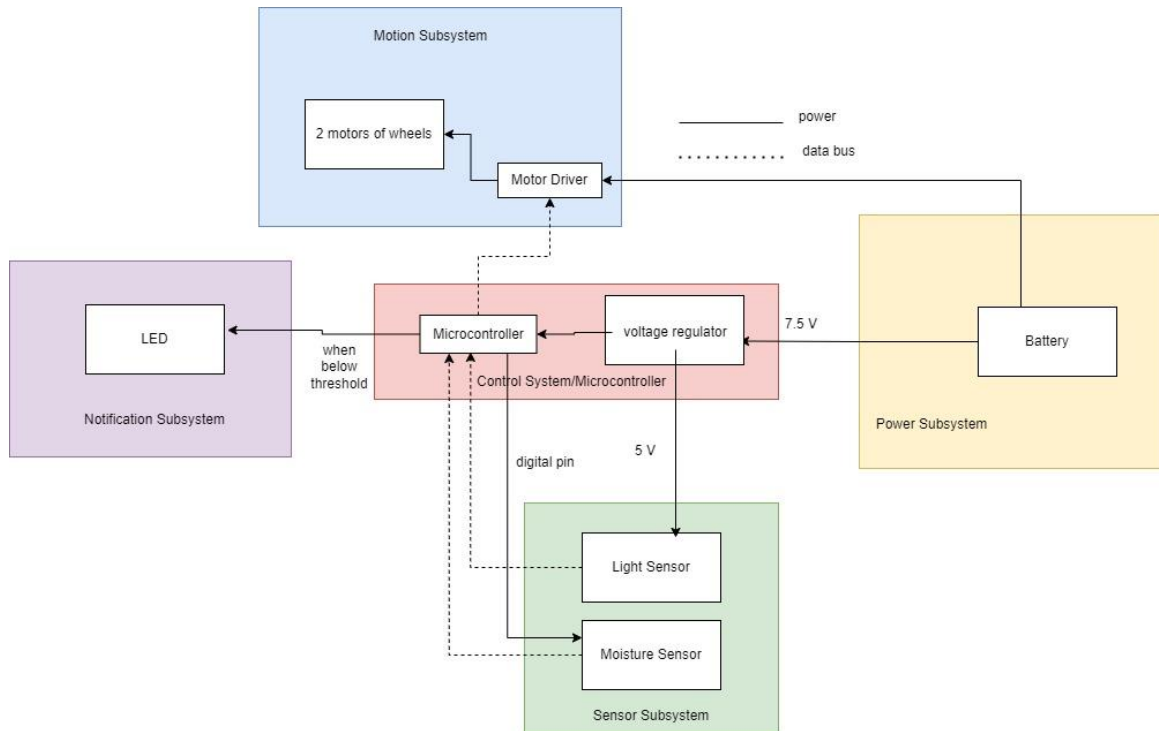 Motion Subsystem
2 motors of wheels
Motor Driver
power
data bus
LED
when
below
threshold
Notification Subsystem
Microcontroller
voltage regulator
Control System/Microcontroller
7.5 V
Battery
Power Subsystem
digital pin
5 V
Light Sensor
Moisture Sensor
Sensor Subsystem